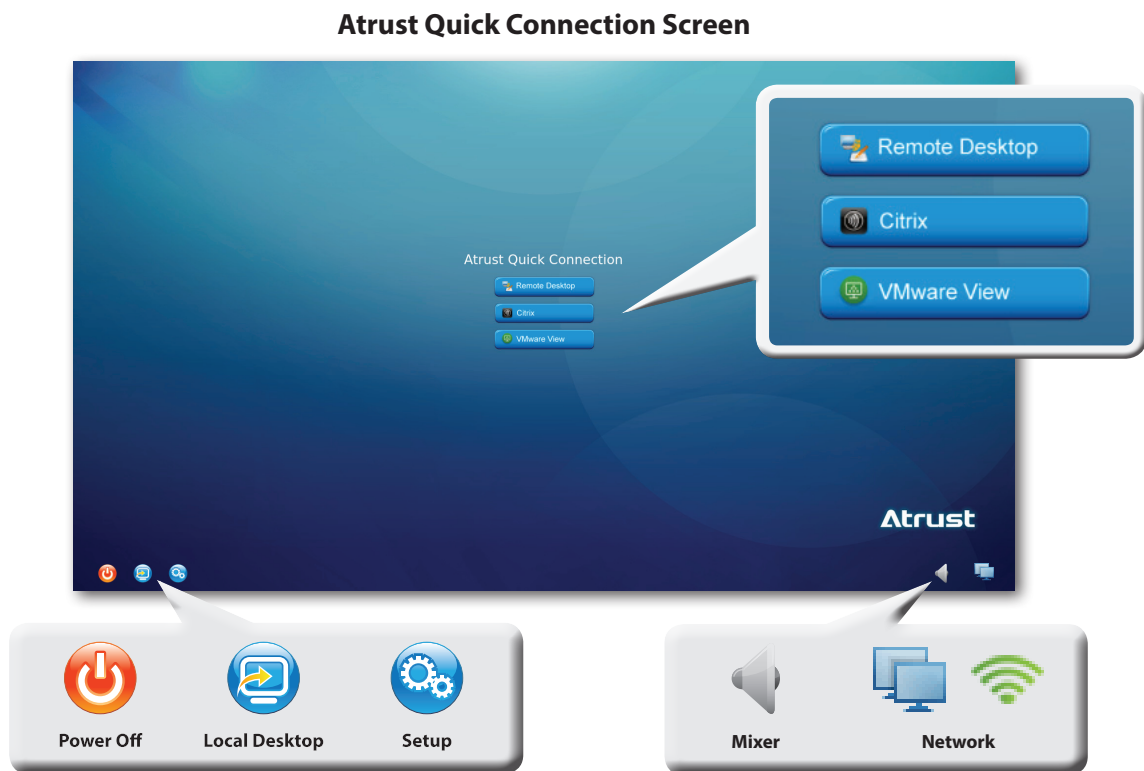 Atrust Quick Connection Screen
Remote Desktop
Citrix
VMware View
Atrust Quick Connection
Remote Desktop
Citrix
VMware View
Atrust
Power Off
Local Desktop
Setup
Mixer
Network